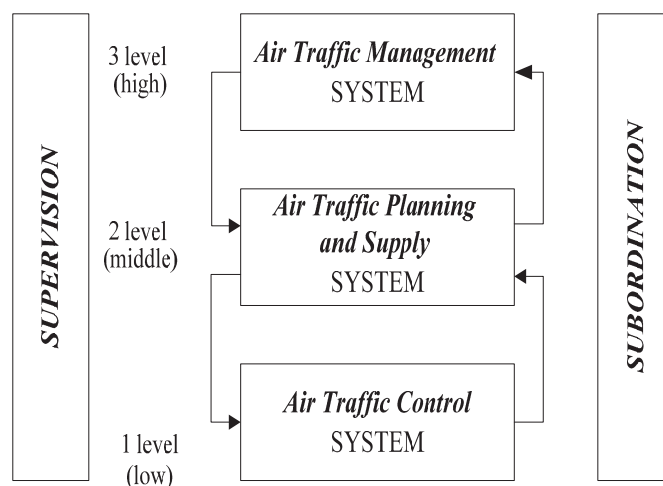 SUPERVISION
3 level
(high)
Air Traffic Management
SYSTEM
2 level
(middle)
Air Traffic Planning
and Supply
SYSTEM
1 level
(low)
Air Traffic Control
SYSTEM
SUBORDINATION